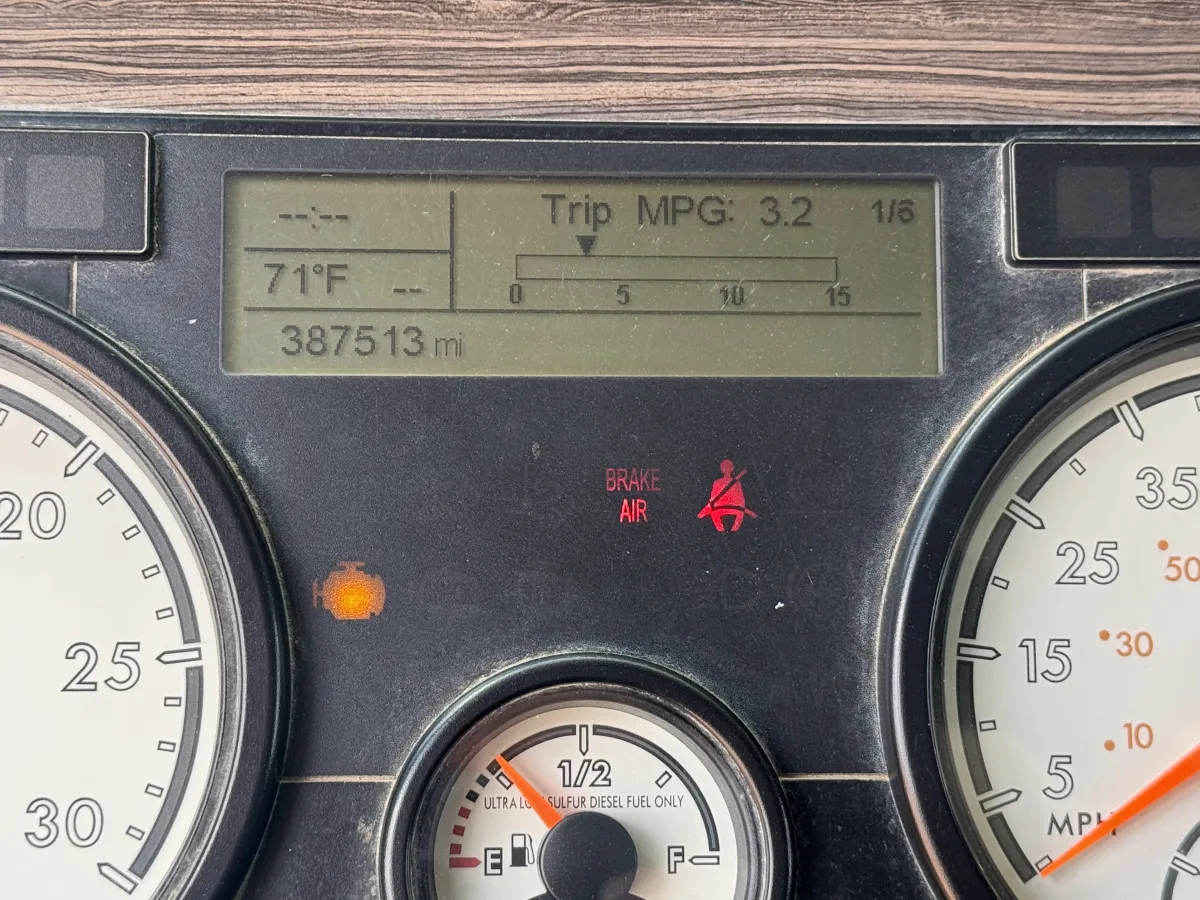 --:--
Trip MPG: 3.2
1/6
71°F
--
0 5 10 15
387513 mi
BRAKE
AIR
20
25
30
1/2
ULTRA LOW SULFUR DIESEL FUEL ONLY
E
F
35
25
50
15
30
10
5
MPH